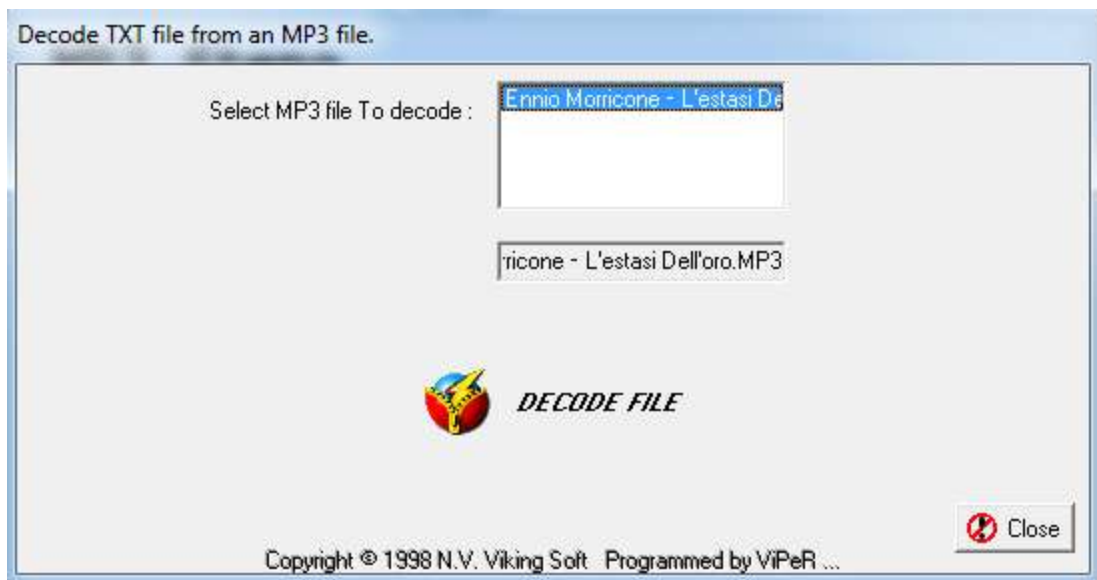 Decode TXT file from an MP3 file.
Select MP3 file To decode :
Ennio Morricone - L'estasi De
rricone - L'estasi Dell'oro.MP3
DECODE FILE
Close
Copyright © 1998 N.V. Viking Soft Programmed by ViPeR ...